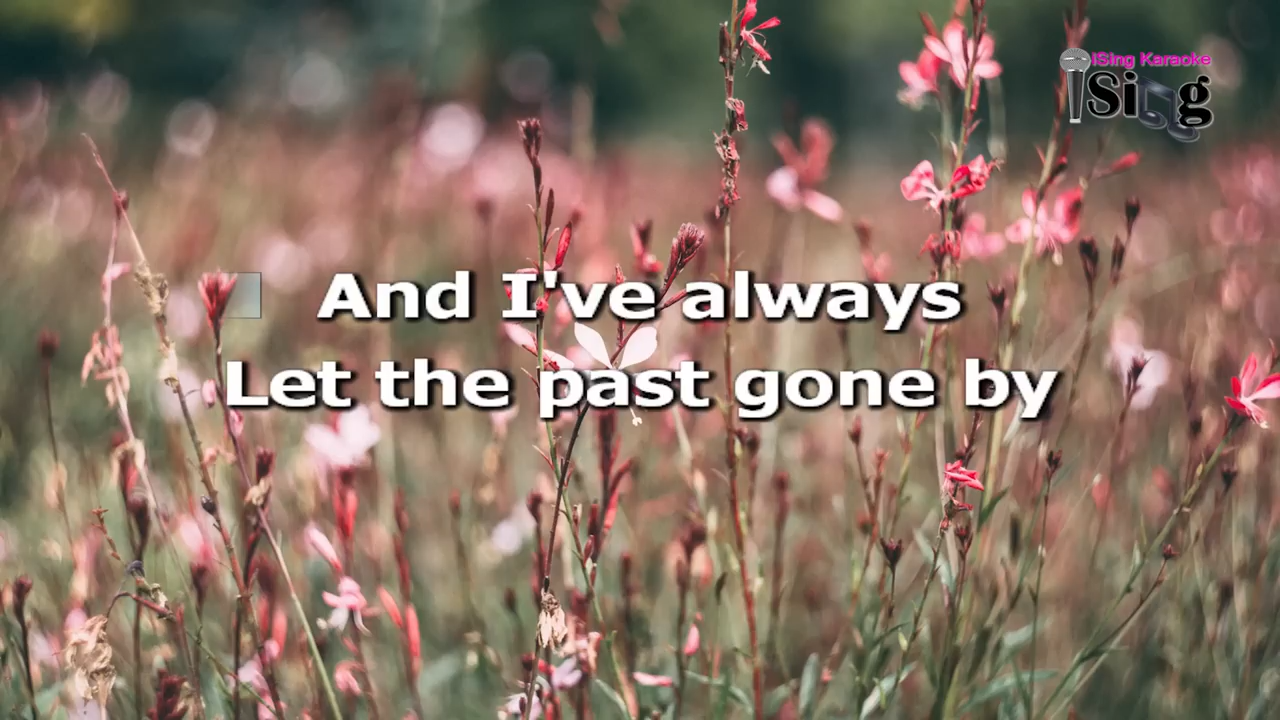 iSing Karaoke
iSing
And I've always
Let the past gone by